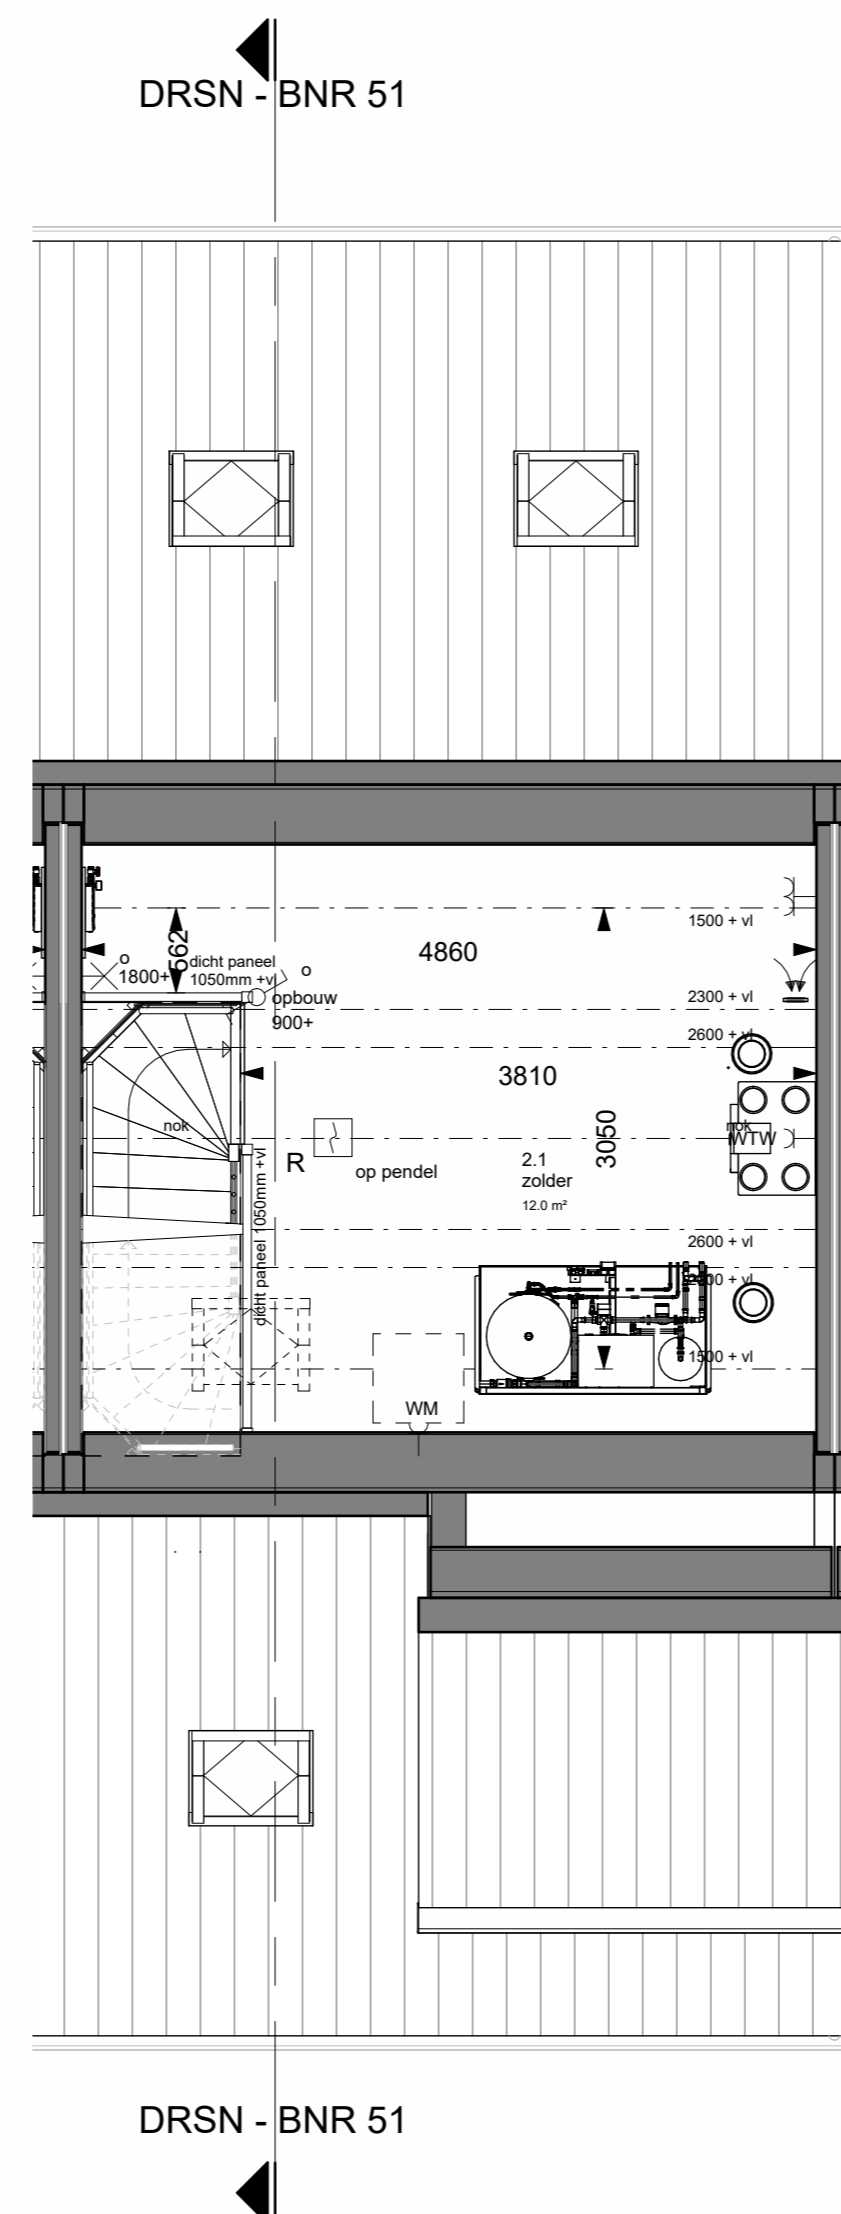 DRSN - BNR 51
1500 + vl
562
4860
o
dicht paneel
1800+
1050mm +vl
o
opbouw
2300 + vl
900+
2600 + vl
3810
nok
nok
WTW
3050
R
op pendel
2.1
zolder
12.0 m²
dicht paneel 1050mm +vl
2600 + vl
2300 + vl
1500 + vl
WM
DRSN - BNR 51